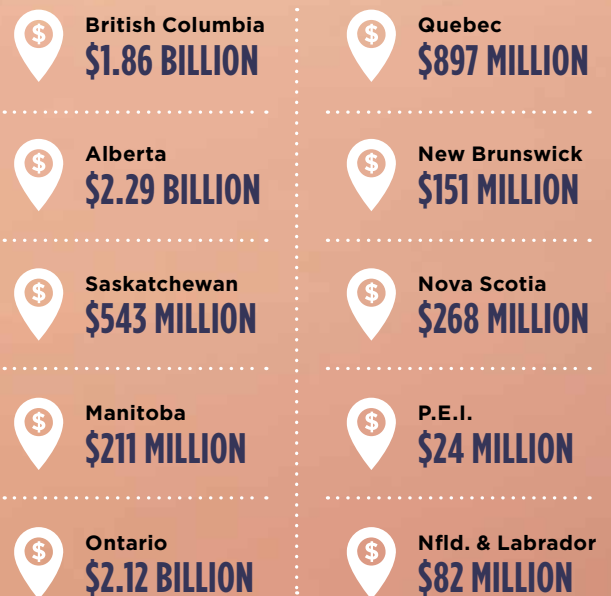 $
British Columbia
$1.86 BILLION
$
Alberta
$2.29 BILLION
$
Saskatchewan
$543 MILLION
$
Manitoba
$211 MILLION
$
Ontario
$2.12 BILLION
$
Quebec
$897 MILLION
$
New Brunswick
$151 MILLION
$
Nova Scotia
$268 MILLION
$
P.E.I.
$24 MILLION
$
Nfld. & Labrador
$82 MILLION